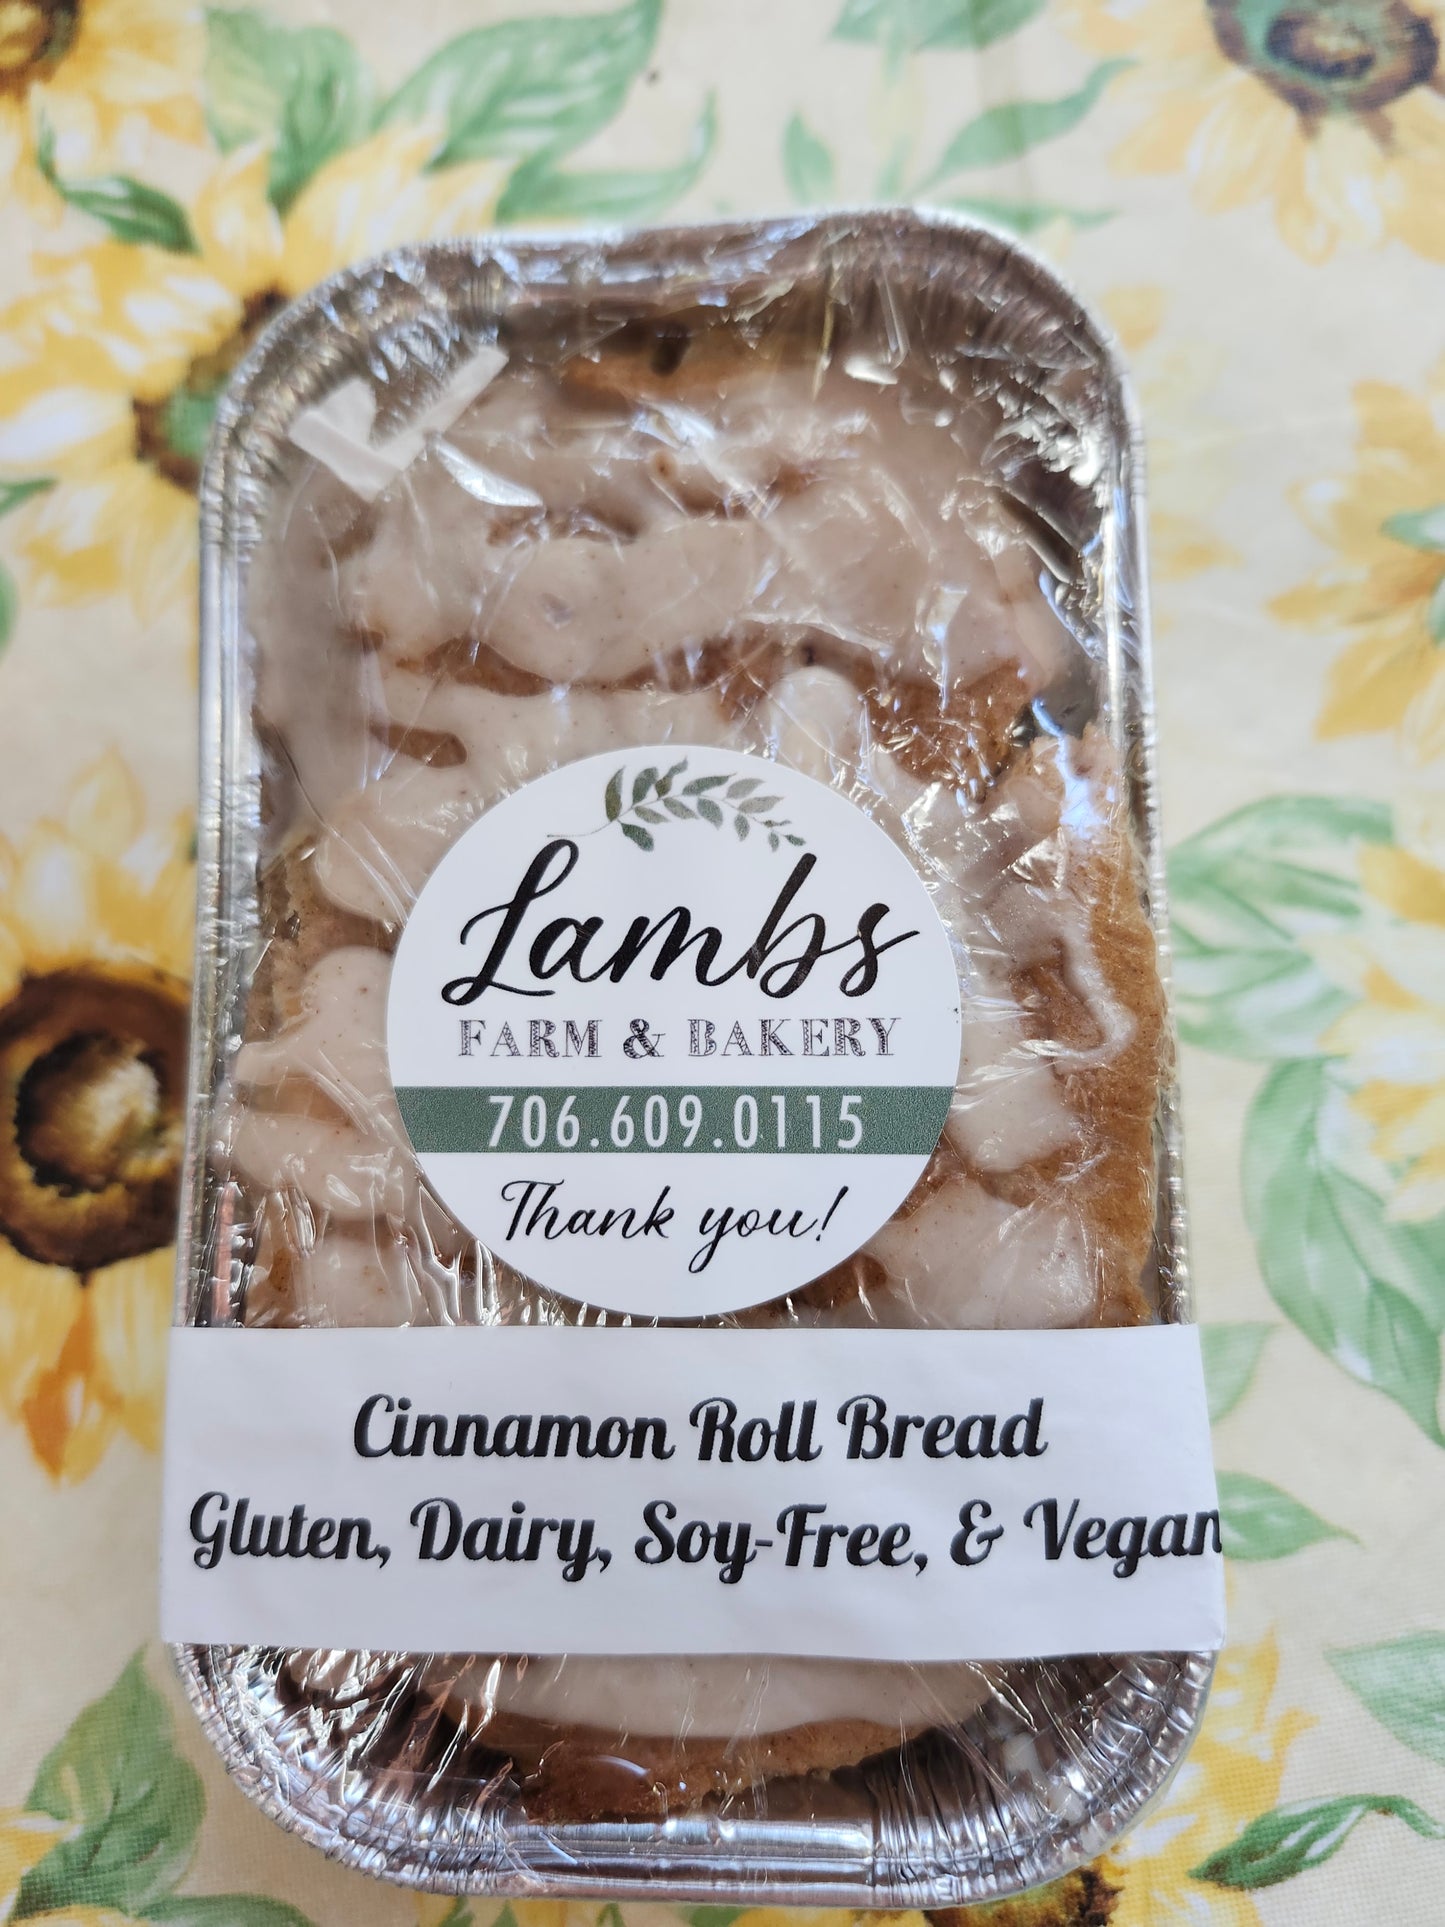 Lambs
FARM & BAKERY
706.609.0115
Thank you!
Cinnamon Roll Bread
Gluten, Dairy, Soy-Free, & Vegan